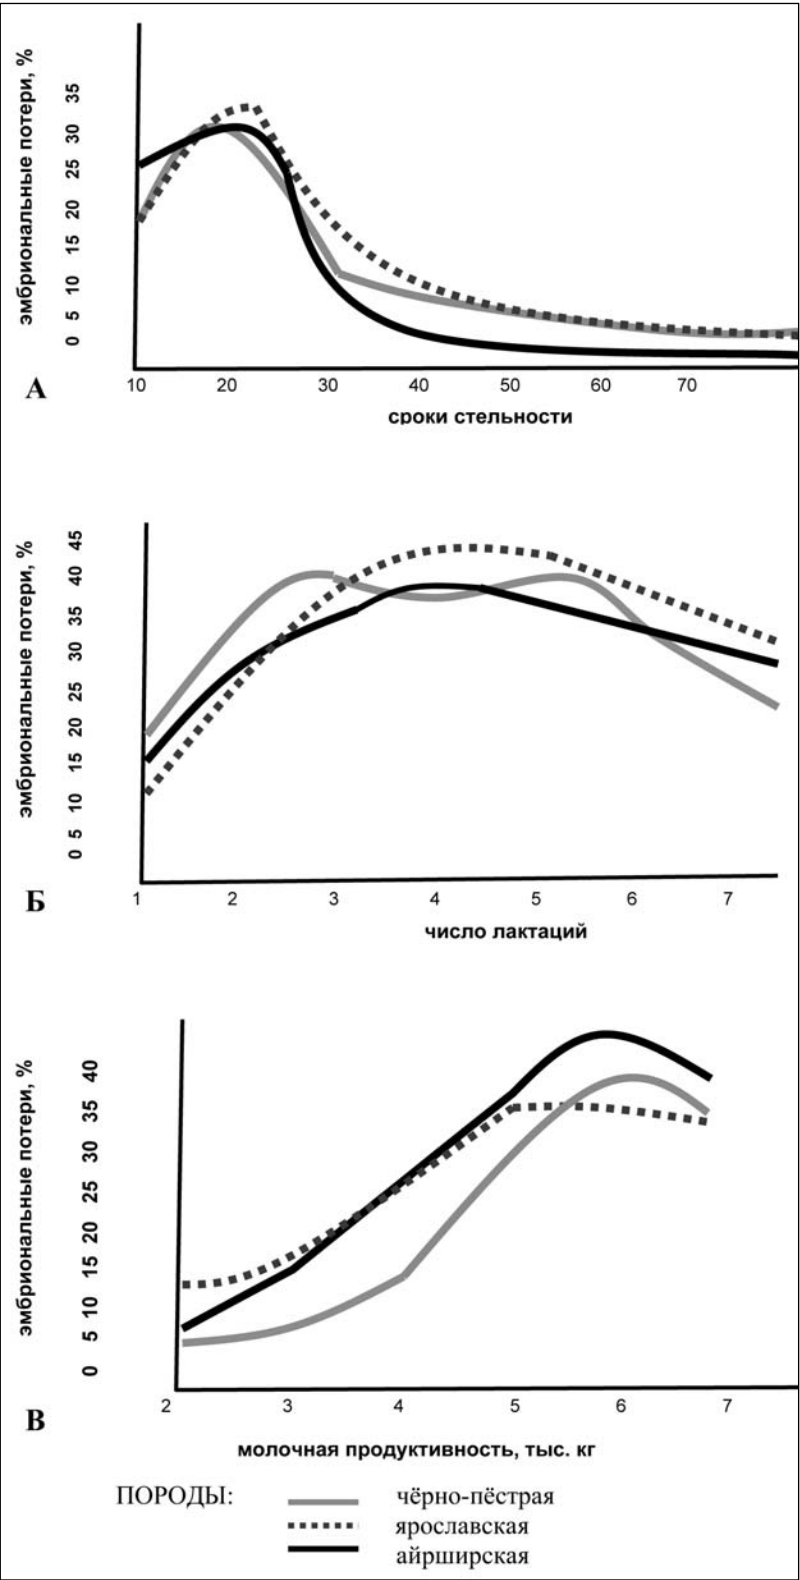 эмбриональные потери, %
0 5 10 15 20 25 30 35
А
10 20 30 40 50 60 70
сроки стельности
эмбриональные потери, %
0 5 10 15 20 25 30 35 40 45
Б
1 2 3 4 5 6 7
число лактаций
эмбриональные потери, %
0 5 10 15 20 25 30 35 40
В
2 3 4 5 6 7
молочная продуктивность, тыс. кг
ПОРОДЫ: чёрно-пёстрая
ярославская
айрширская